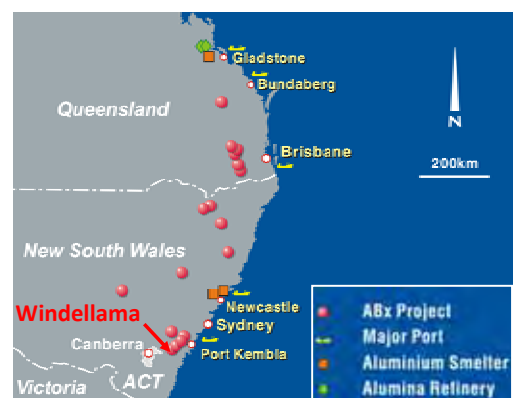 Gladstone
Bundaberg
Queensland
N
Brisbane
200km
New South Wales
Windellama
Newcastle
Sydney
Canberra
Port Kembla
Victoria
ACT
ABx Project
Major Port
Aluminium Smelter
Alumina Refinery